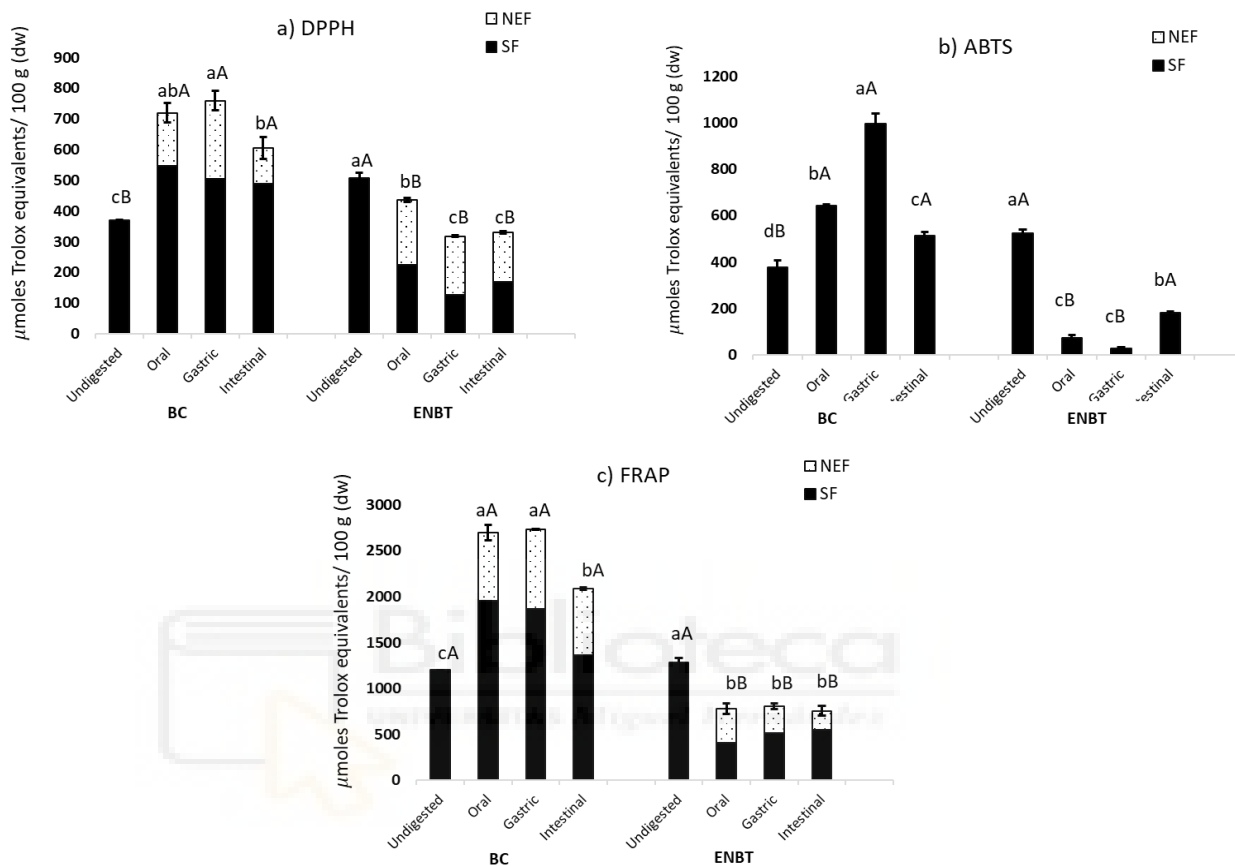 a) DPPH
NEF
SF
μmoles Trolox equivalents/ 100 g (dw)
900
800
700
600
500
400
300
200
100
0
cB
abA
aA
bA
aA
bB
cB
cB
Undigested
Oral
Gastric
Intestinal
Undigested
Oral
Gastric
Intestinal
BC
ENBT
b) ABTS
NEF
SF
μmoles Trolox equivalents/ 100 g (dw)
1200
1000
800
600
400
200
0
dB
bA
aA
cA
aA
cB
cB
bA
Undigested
Oral
Gastric
ntestinal
Undigested
Oral
Gastric
ntestinal
BC
ENBT
c) FRAP
NEF
SF
μmoles Trolox equivalents/ 100 g (dw)
3000
2500
2000
1500
1000
500
0
cA
aA
aA
bA
aA
bB
bB
bB
Undigested
Oral
Gastric
Intestinal
Undigested
Oral
Gastric
Intestinal
BC
ENBT
Biblioteca